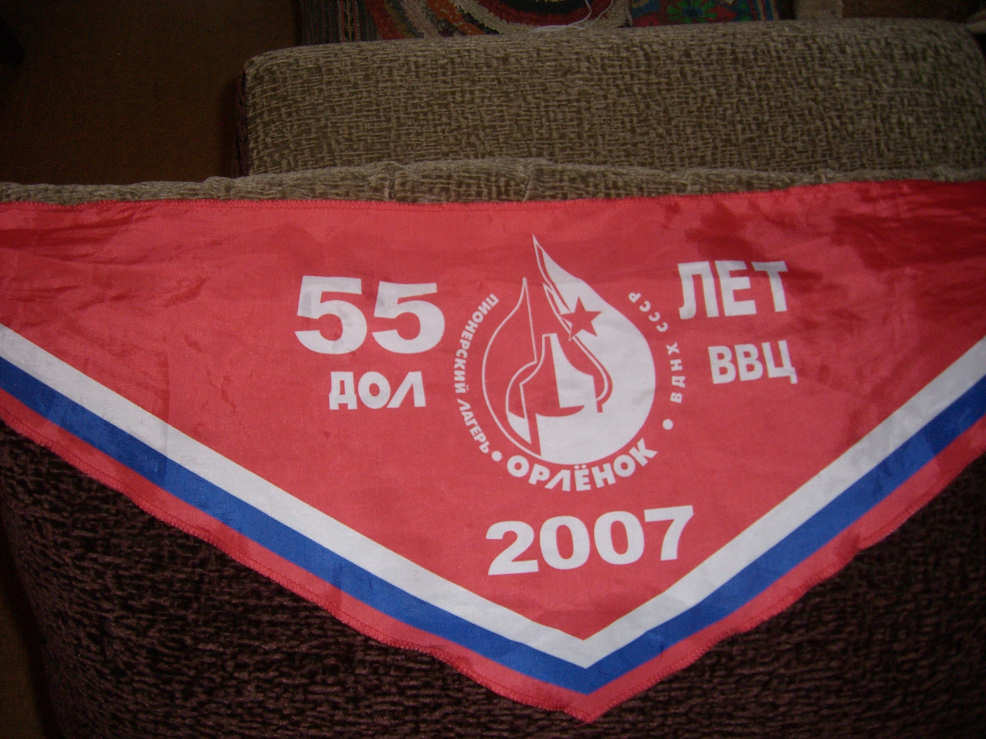 55 ЛЕТ
ДОЛ ВВЦ
ПИОНЕРСКИЙ ЛАГЕРЬ • ОРЛЁНОК • ВДНХ СССР
2007